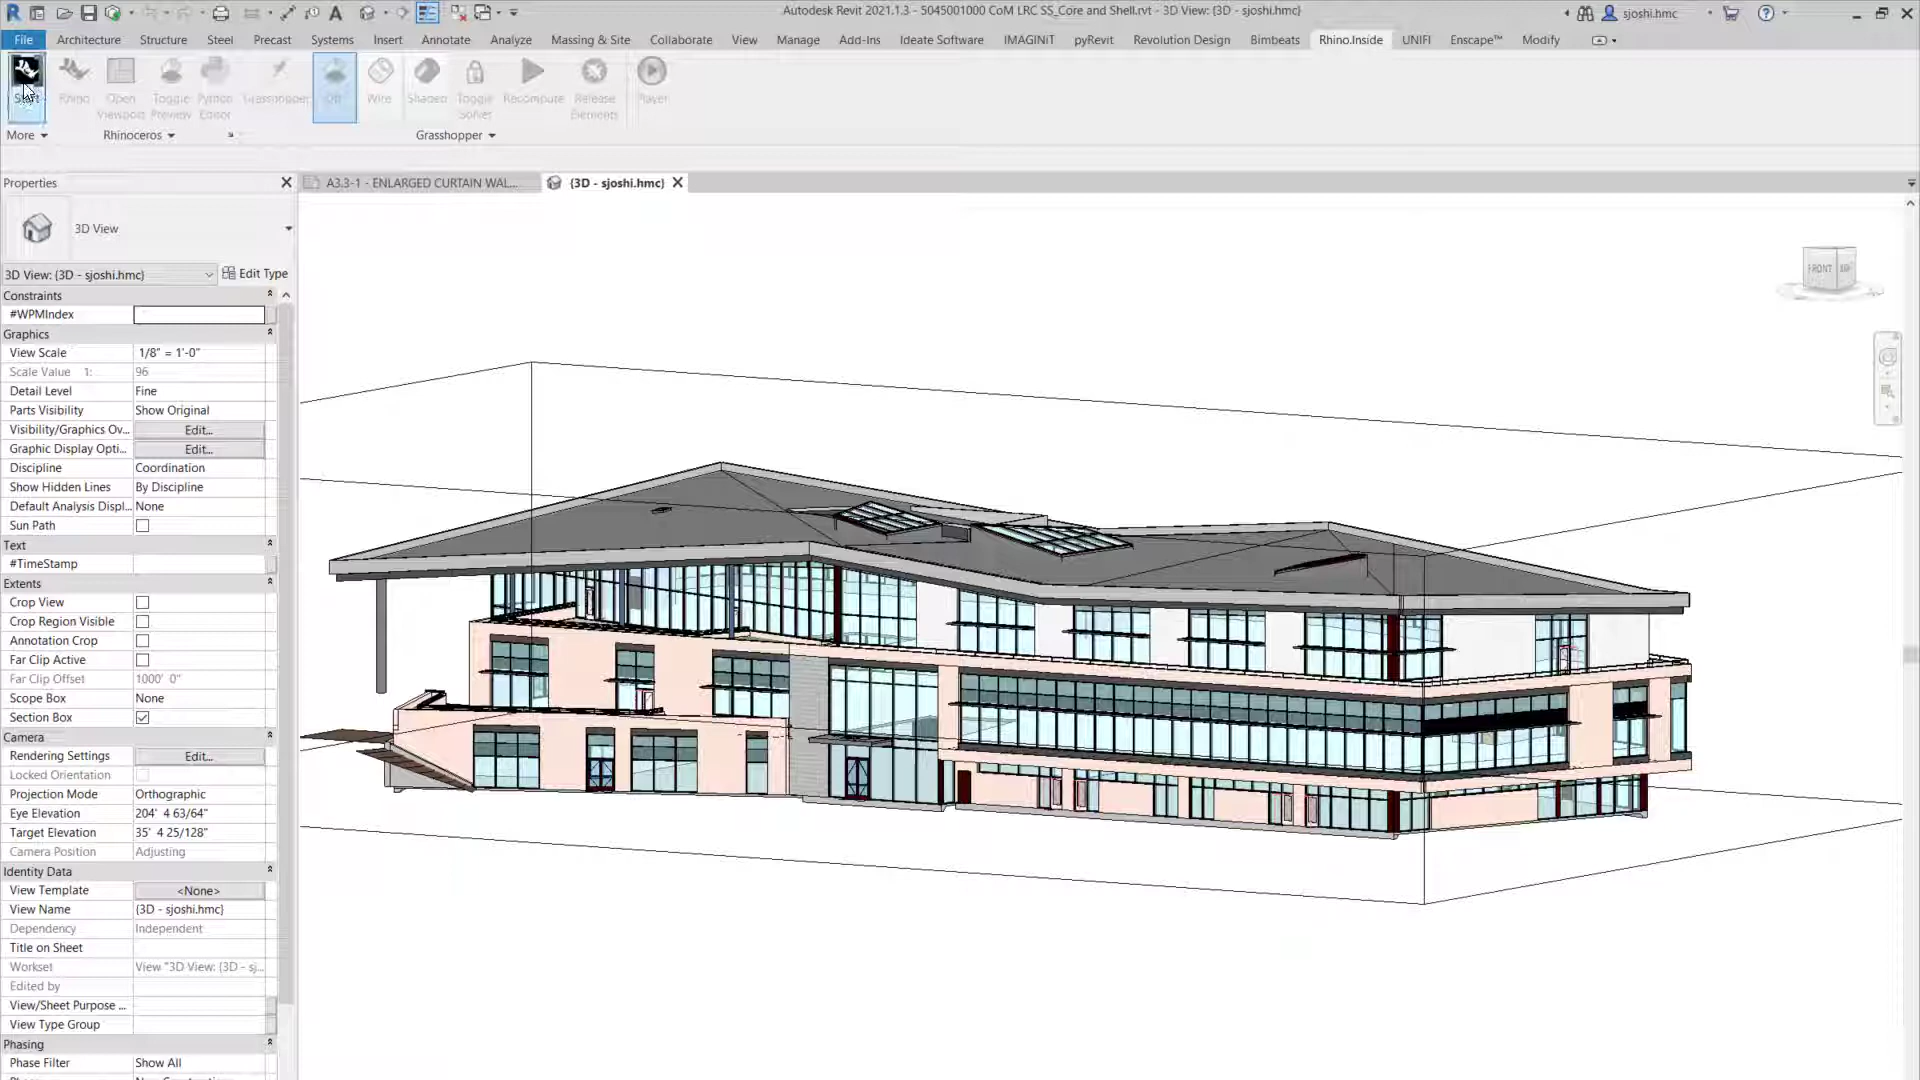 Autodesk Revit 2021.1.3 - 5045001000 CoM LRC SS_Core and Shell.rvt - 3D View: {3D - sjoshi.hmc}
sjoshi.hmc
File Architecture Structure Steel Precast Systems Insert Annotate Analyze Massing & Site Collaborate View Manage Add-Ins Ideate Software IMAGINiT pyRevit Revolution Design Bimbeats Rhino.Inside UNIFI Enscape™ Modify
Start Rhino Open Viewport Toggle Preview Python Editor Grasshopper Off Wire Shaded Toggle Solver Recompute Release Elements Player
More Rhinoceros Grasshopper
Properties
A3.3-1 - ENLARGED CURTAIN WAL... {3D - sjoshi.hmc}
3D View
3D View: {3D - sjoshi.hmc} Edit Type
Constraints
#WPMIndex
Graphics
View Scale 1/8" = 1'-0"
Scale Value 1: 96
Detail Level Fine
Parts Visibility Show Original
Visibility/Graphics Ov... Edit...
Graphic Display Opti... Edit...
Discipline Coordination
Show Hidden Lines By Discipline
Default Analysis Displ... None
Sun Path
Text
#TimeStamp
Extents
Crop View
Crop Region Visible
Annotation Crop
Far Clip Active
Far Clip Offset 1000' 0"
Scope Box None
Section Box
Camera
Rendering Settings Edit...
Locked Orientation
Projection Mode Orthographic
Eye Elevation 204' 4 63/64"
Target Elevation 35' 4 25/128"
Camera Position Adjusting
Identity Data
View Template <None>
View Name {3D - sjoshi.hmc}
Dependency Independent
Title on Sheet
Workset View "3D View: {3D - sj...
Edited by
View/Sheet Purpose ...
View Type Group
Phasing
Phase Filter Show All
FRONT